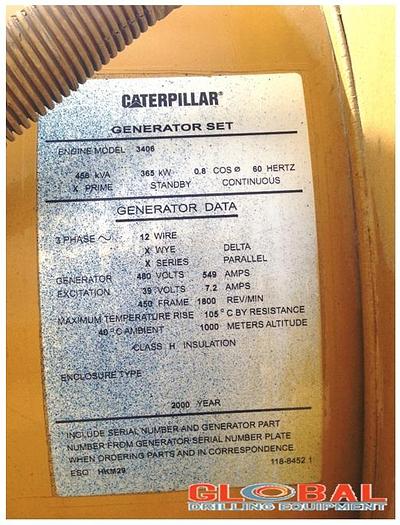 CATERPILLAR®
GENERATOR SET
ENGINE MODEL 3406
456 kVA 365 kW 0.8 COS Ø 60 HERTZ
X PRIME STANDBY CONTINUOUS
GENERATOR DATA
3 PHASE 12 WIRE
X WYE DELTA
X SERIES PARALLEL
GENERATOR 480 VOLTS 549 AMPS
EXCITATION 39 VOLTS 7.2 AMPS
450 FRAME 1800 REV/MIN
MAXIMUM TEMPERATURE RISE 105 °C BY RESISTANCE
40 °C AMBIENT 1000 METERS ALTITUDE
CLASS H INSULATION
ENCLOSURE TYPE
2000 YEAR
INCLUDE SERIAL NUMBER AND GENERATOR PART
NUMBER FROM GENERATOR SERIAL NUMBER PLATE
WHEN ORDERING PARTS AND IN CORRESPONDENCE
ESO HKM29 118-8452 1
GLOBAL
DRILLING EQUIPMENT